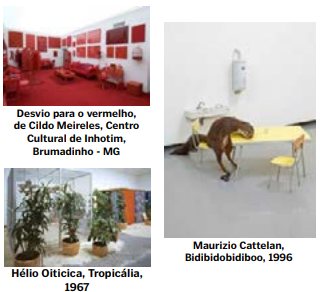 Desvio para o vermelho,
de Cildo Meireles, Centro
Cultural de Inhotim,
Brumadinho - MG
Hélio Oiticica, Tropicália,
1967
Maurizio Cattelan,
Bidibidobidiboo, 1996